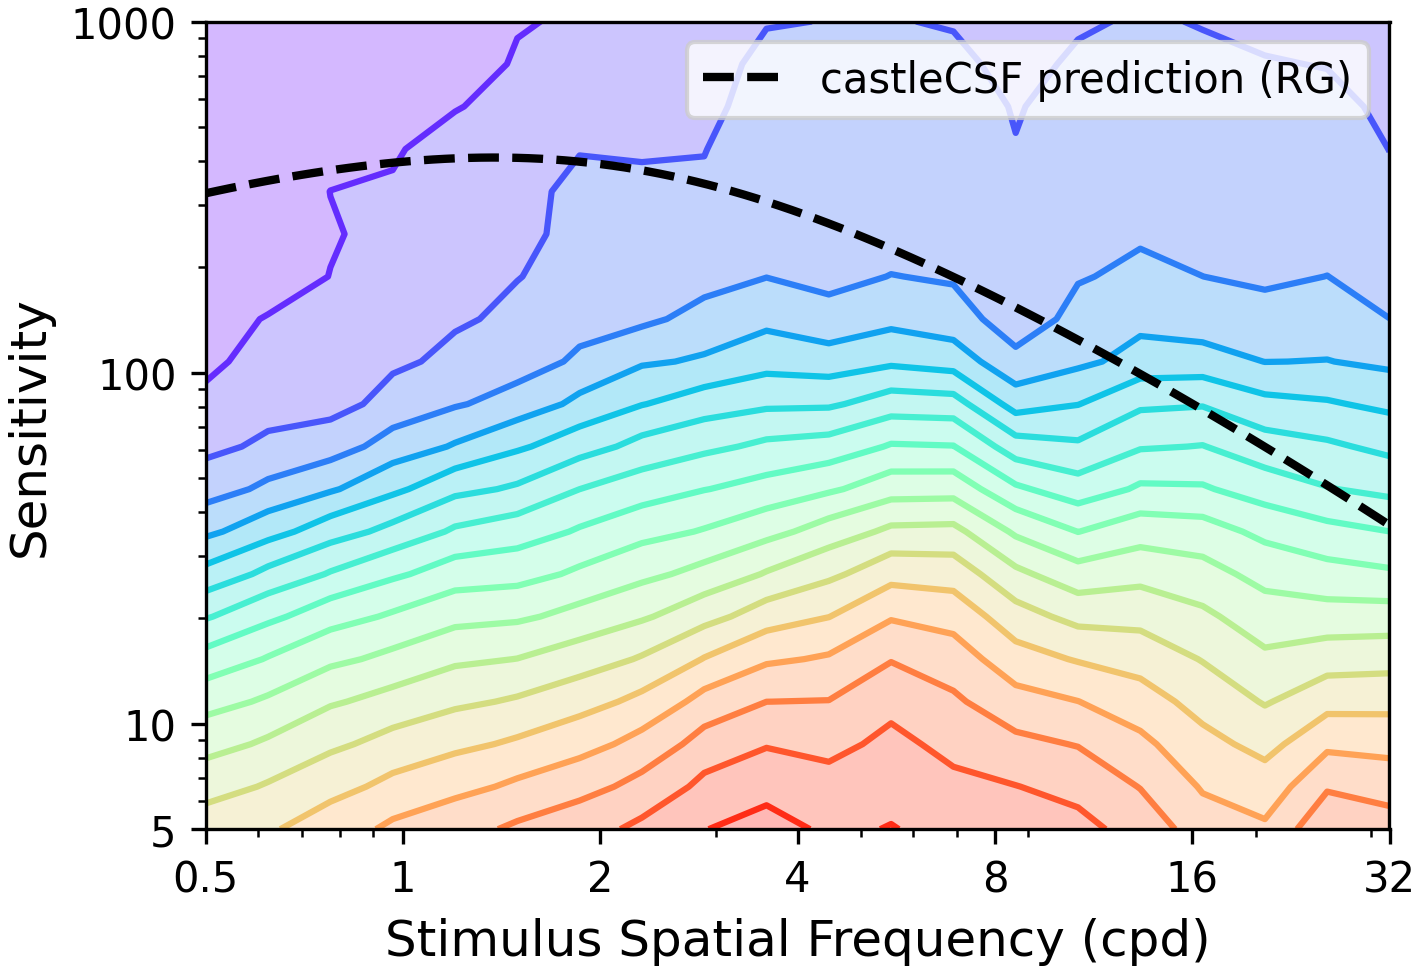 1000
castleCSF prediction (RG)
100
Sensitivity
10
5
0.5 1 2 4 8 16 32
Stimulus Spatial Frequency (cpd)